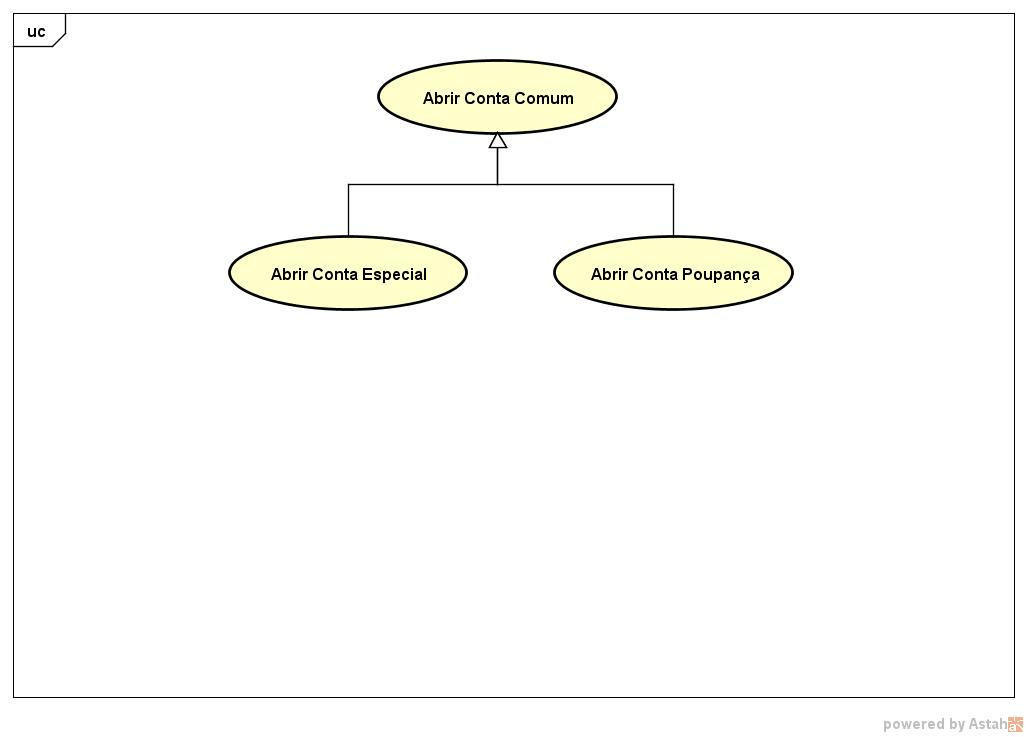 uc
Abrir Conta Comum
Abrir Conta Especial
Abrir Conta Poupança
powered by Astah